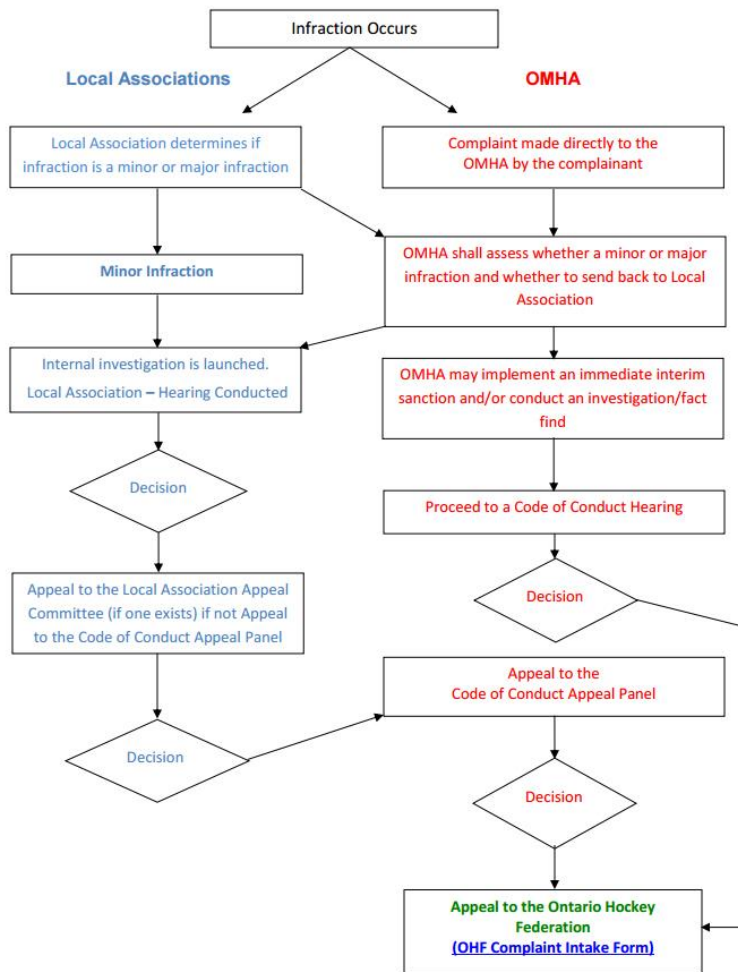 Infraction Occurs
Local Associations
OMHA
Local Association determines if
infraction is a minor or major infraction
Complaint made directly to the
OMHA by the complainant
Minor Infraction
OMHA shall assess whether a minor or major
infraction and whether to send back to Local
Association
Internal investigation is launched.
Local Association – Hearing Conducted
OMHA may implement an immediate interim
sanction and/or conduct an investigation/fact
find
Decision
Proceed to a Code of Conduct Hearing
Appeal to the Local Association Appeal
Committee (if one exists) if not Appeal
to the Code of Conduct Appeal Panel
Decision
Appeal to the
Code of Conduct Appeal Panel
Decision
Decision
Appeal to the Ontario Hockey
Federation
(OHF Complaint Intake Form)